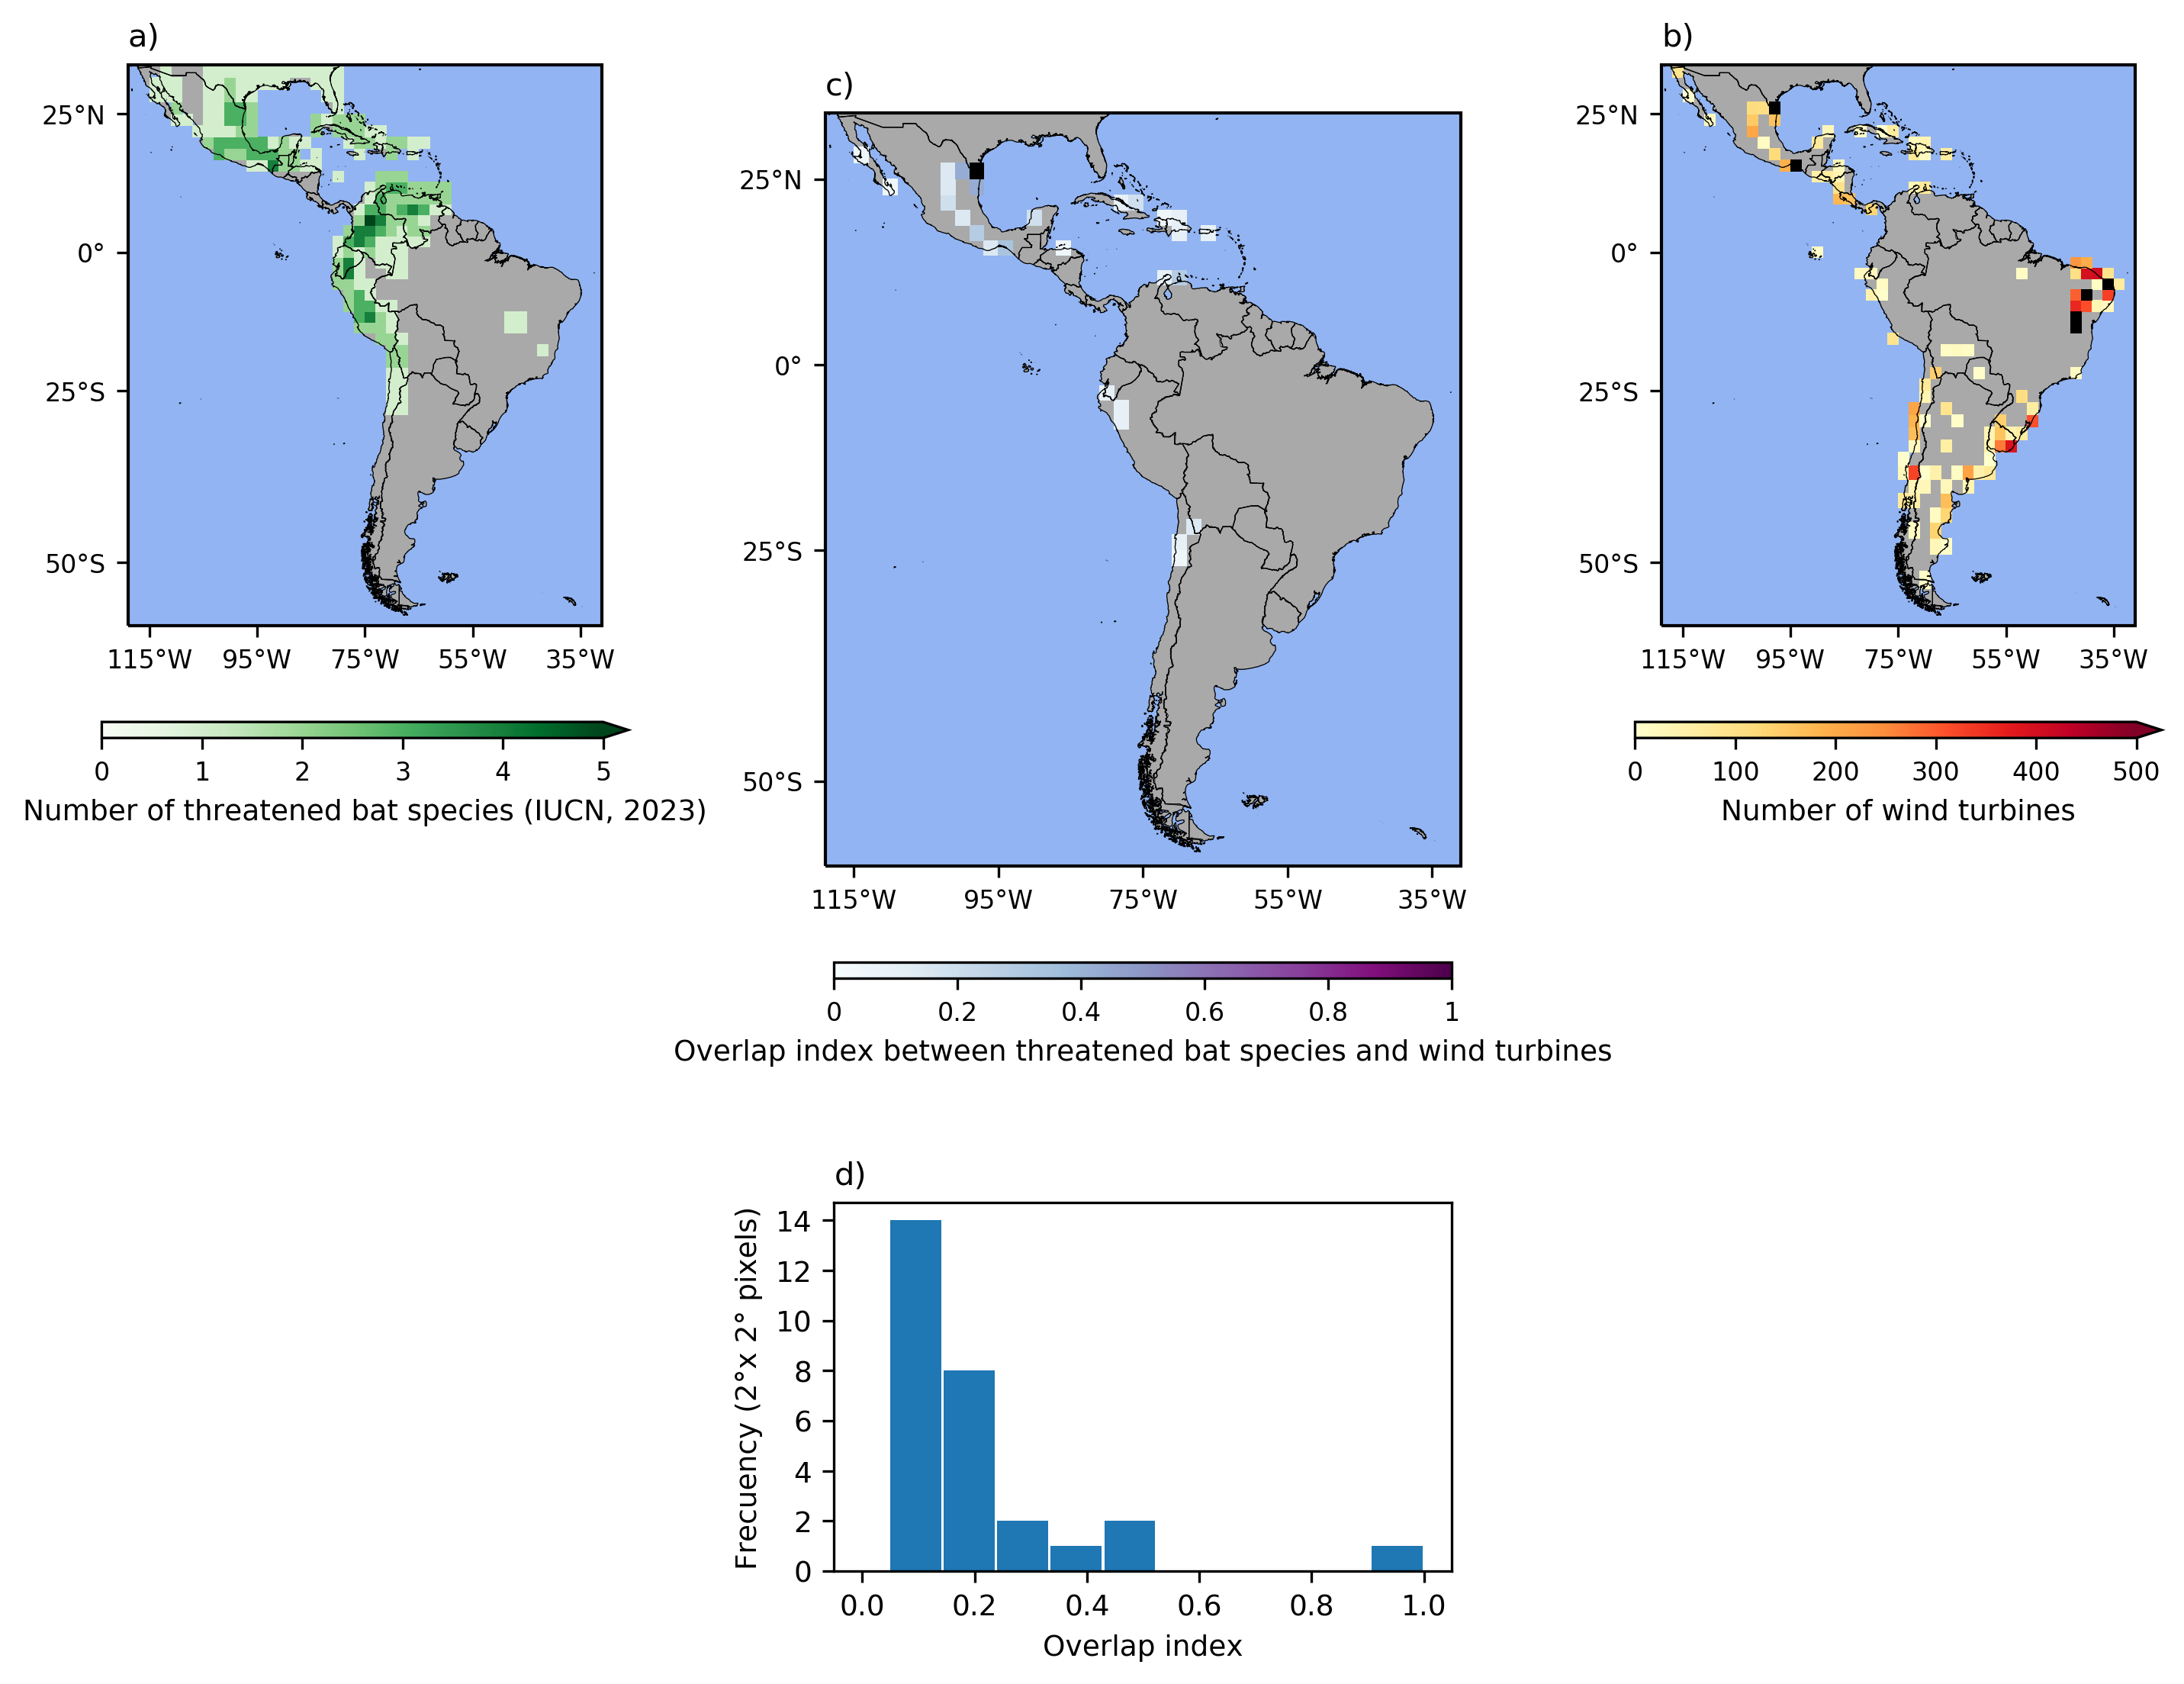 a)
25°N
0°
25°S
50°S
115°W 95°W 75°W 55°W 35°W
0 1 2 3 4 5
Number of threatened bat species (IUCN, 2023)
c)
25°N
0°
25°S
50°S
115°W 95°W 75°W 55°W 35°W
0 0.2 0.4 0.6 0.8 1
Overlap index between threatened bat species and wind turbines
b)
25°N
0°
25°S
50°S
115°W 95°W 75°W 55°W 35°W
0 100 200 300 400 500
Number of wind turbines
d)
Frecuency (2°x 2° pixels)
14
12
10
8
6
4
2
0
0.0 0.2 0.4 0.6 0.8 1.0
Overlap index